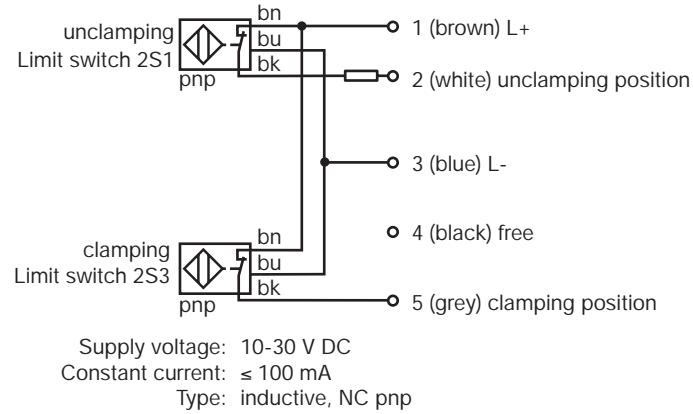 bn
unclamping
1 (brown) L+
bu
Limit switch 2S1
bk
2 (white) unclamping position
pnp
3 (blue) L-
bn
4 (black) free
clamping
bu
Limit switch 2S3
bk
5 (grey) clamping position
pnp
Supply voltage: 10-30 V DC
Constant current: ≤ 100 mA
Type: inductive, NC pnp